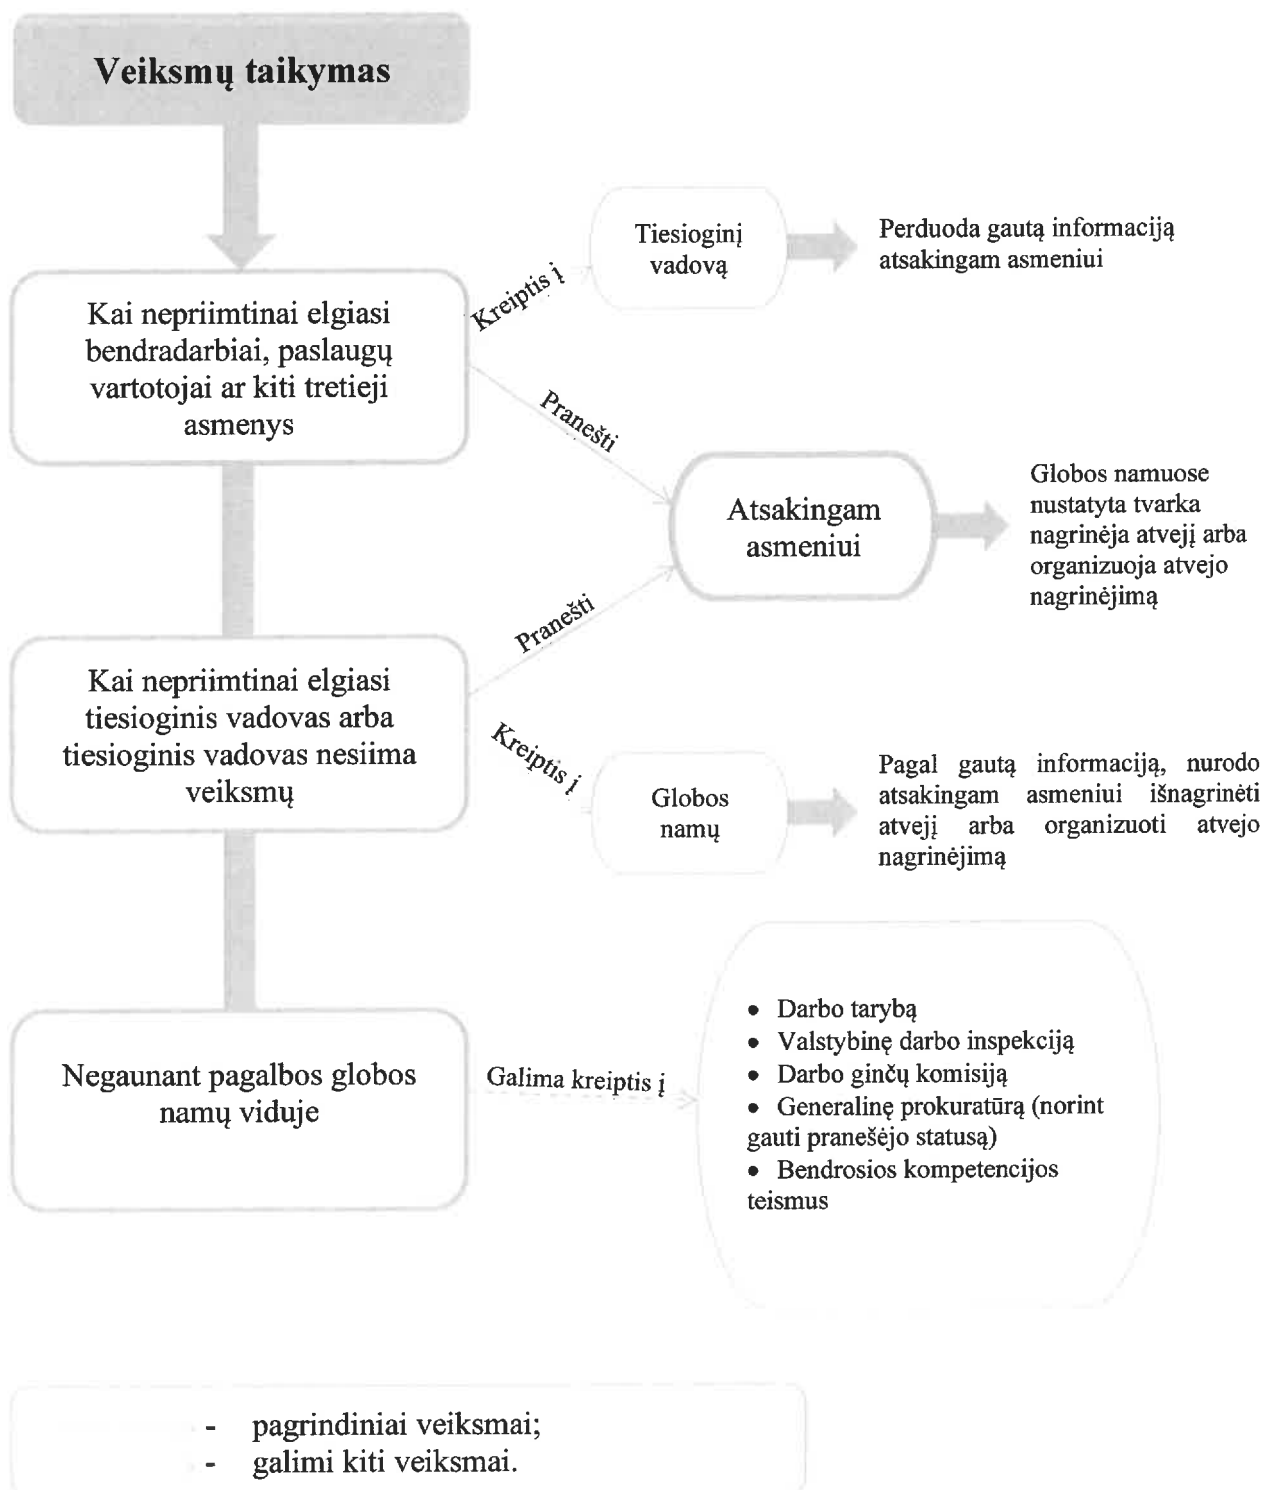 Veiksmų taikymas
Kai nepriimtinai elgiasi
bendradarbiai, paslaugų
vartotojai ar kiti tretieji
asmenys
Kreiptis į
Tiesioginį
vadovą
Perduoda gautą informaciją
atsakingam asmeniui
Pranešti
Atsakingam
asmeniui
Globos namuose
nustatyta tvarka
nagrinėja atvejį arba
organizuoja atvejo
nagrinėjimą
Pranešti
Kai nepriimtinai elgiasi
tiesioginis vadovas arba
tiesioginis vadovas nesiima
veiksmų
Kreiptis į
Globos
namų
Pagal gautą informaciją, nurodo
atsakingam asmeniui išnagrinėti
atvejį arba organizuoti atvejo
nagrinėjimą
Negaunant pagalbos globos
namų viduje
Galima kreiptis į
• Darbo tarybą
• Valstybinę darbo inspekciją
• Darbo ginčų komisiją
• Generalinę prokuratūrą (norint
gauti pranešėjo statusą)
• Bendrosios kompetencijos
teismus
- pagrindiniai veiksmai;
- galimi kiti veiksmai.